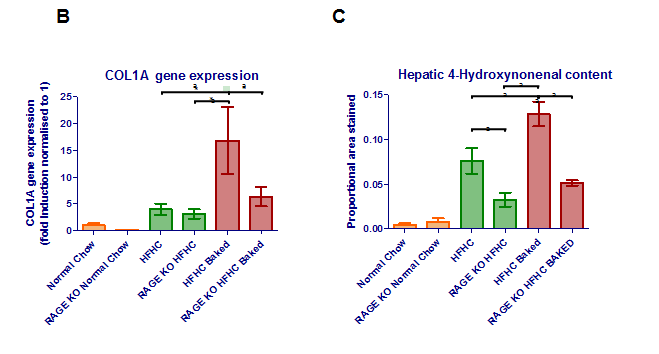 B
COL1A gene expression
COL1A gene expression
(fold Induction normalised to 1)
25
20
15
10
5
0
Normal Chow
RAGE KO Normal Chow
HFHC
RAGE KO HFHC
HFHC Baked
RAGE KO HFHC Baked
C
Hepatic 4-Hydroxynonenal content
Proportional area stained
0.15
0.10
0.05
0.00
Normal Chow
RAGE KO Normal Chow
HFHC
RAGE KO HFHC
HFHC Baked
RAGE KO HFHC BAKED